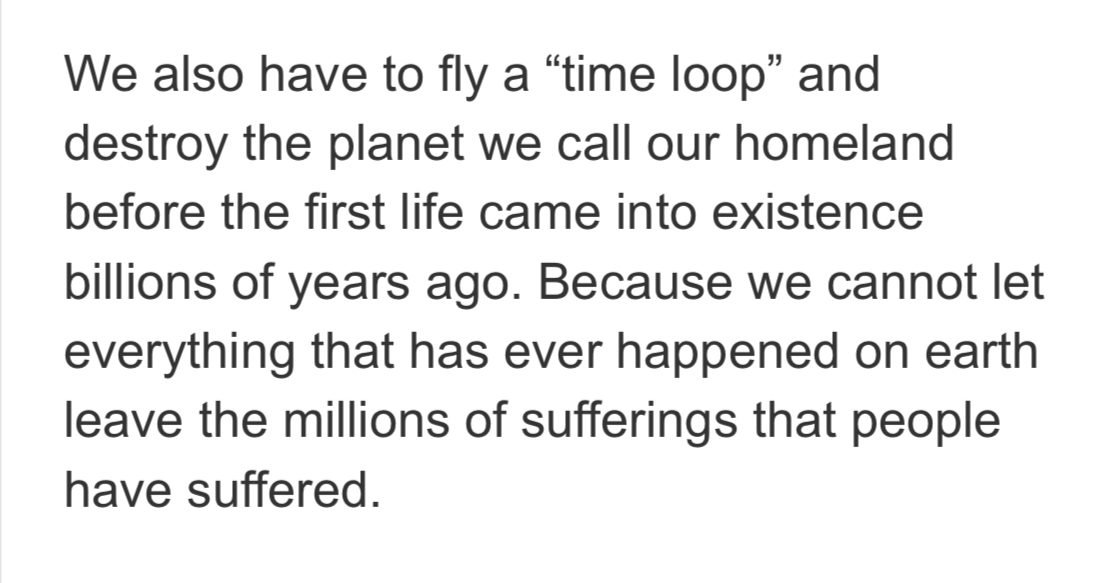 We also have to fly a “time loop” and
destroy the planet we call our homeland
before the first life came into existence
billions of years ago. Because we cannot let
everything that has ever happened on earth
leave the millions of sufferings that people
have suffered.